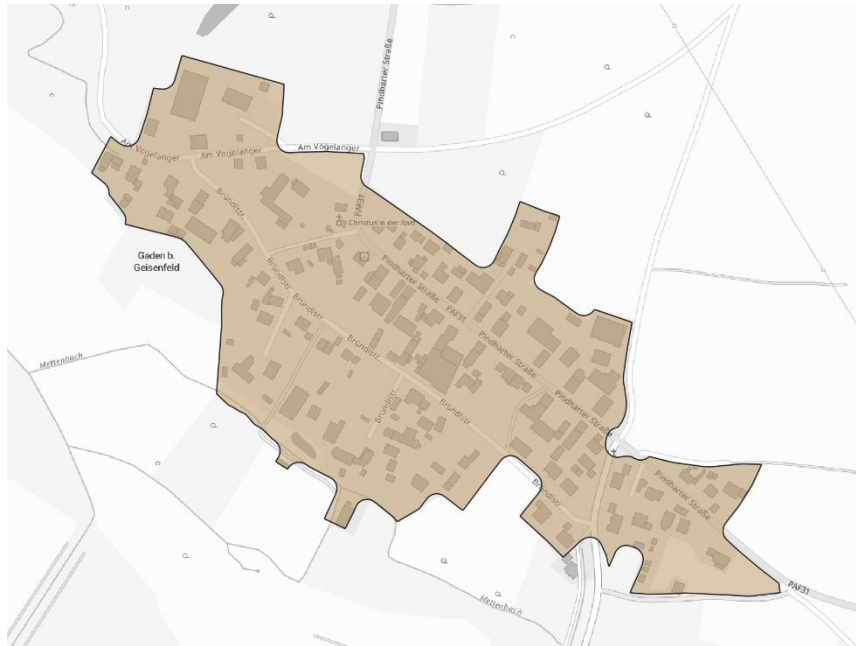 Pindharter Straße
Am Vögelanger
Am Vögelanger
Am Vögelanger
Bründlstr.
PAF31
Christus in der Rast
Gaden b.
Geisenfeld
Bründlstr.
Pindharter Straße
Bründlstr.
PAF31
Mettenbach
Bründlstr.
Pindharter Straße
Bründlstr.
Pindharter Straße
Bründlstr.
Pindharter Straße
Bründlstr.
PAF31
Mettenbach